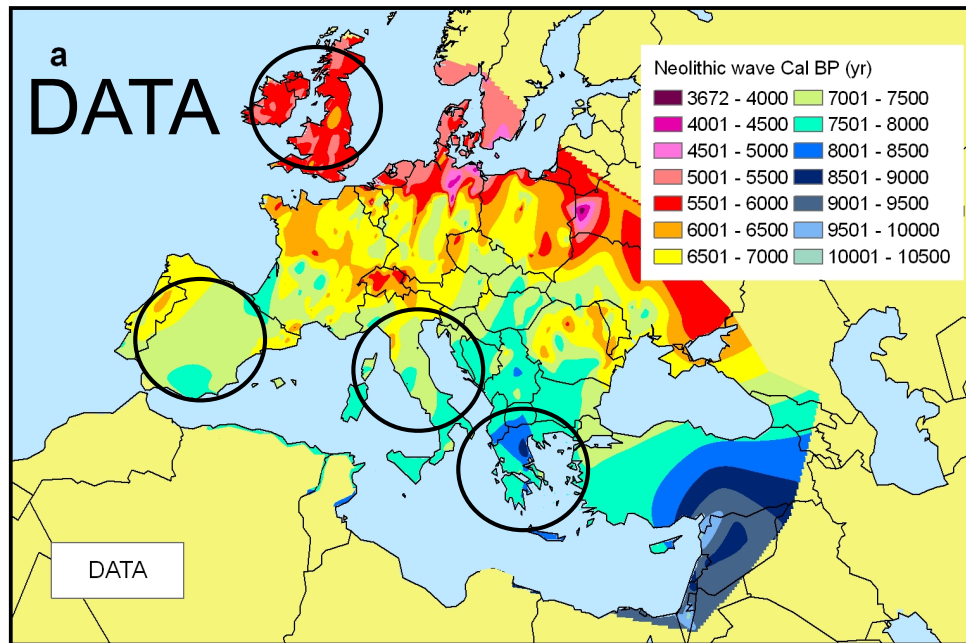 a
DATA
Neolithic wave Cal BP (yr)
3672 - 4000
4001 - 4500
4501 - 5000
5001 - 5500
5501 - 6000
6001 - 6500
6501 - 7000
7001 - 7500
7501 - 8000
8001 - 8500
8501 - 9000
9001 - 9500
9501 - 10000
10001 - 10500
DATA